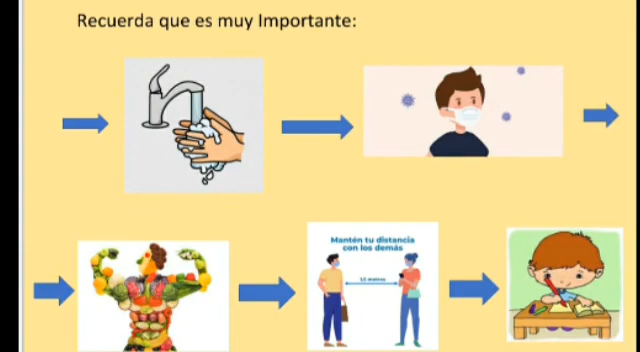 Recuerda que es muy Importante:
Mantén tu distancia
con los demás